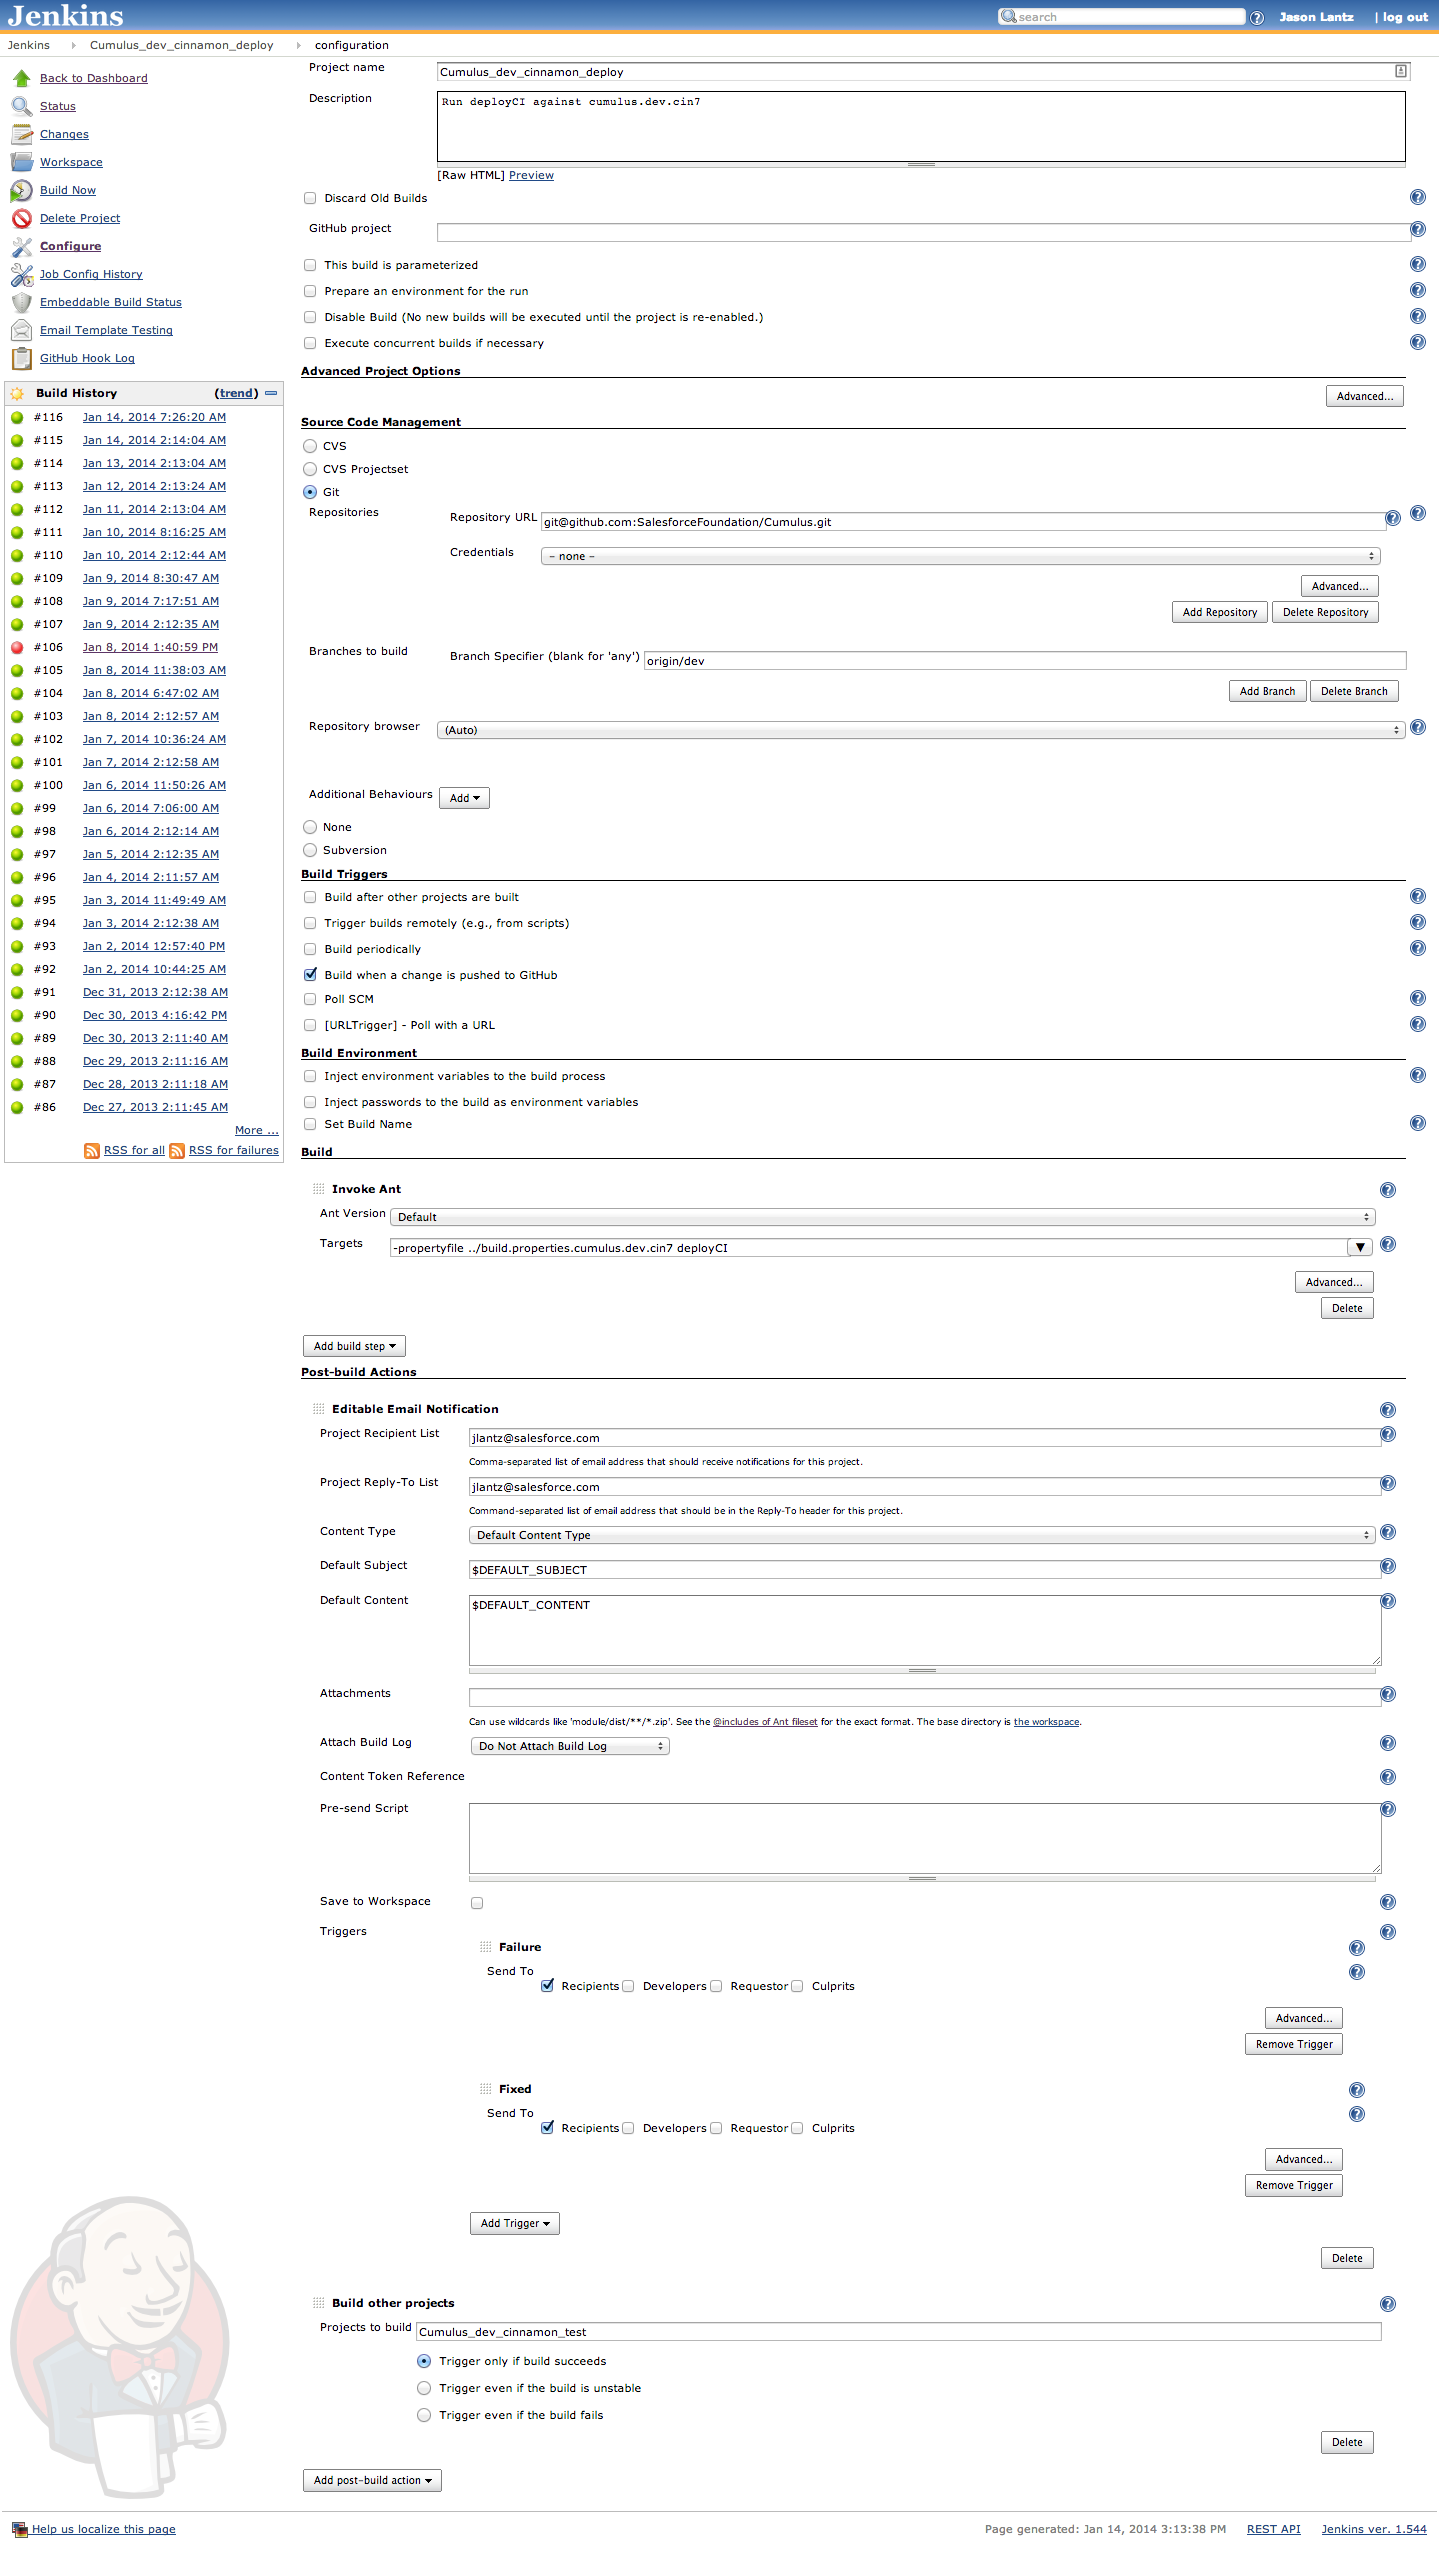 Jenkins
search
Jason Lantz | log out
Jenkins Cumulus_dev_cinnamon_deploy configuration
Back to Dashboard
Status
Changes
Workspace
Build Now
Delete Project
Configure
Job Config History
Embeddable Build Status
Email Template Testing
GitHub Hook Log
Build History (trend)
#116 Jan 14, 2014 7:26:20 AM
#115 Jan 14, 2014 2:14:04 AM
#114 Jan 13, 2014 2:13:04 AM
#113 Jan 12, 2014 2:13:24 AM
#112 Jan 11, 2014 2:13:04 AM
#111 Jan 10, 2014 8:16:25 AM
#110 Jan 10, 2014 2:12:44 AM
#109 Jan 9, 2014 8:30:47 AM
#108 Jan 9, 2014 7:17:51 AM
#107 Jan 9, 2014 2:12:35 AM
#106 Jan 8, 2014 1:40:59 PM
#105 Jan 8, 2014 11:38:03 AM
#104 Jan 8, 2014 6:47:02 AM
#103 Jan 8, 2014 2:12:57 AM
#102 Jan 7, 2014 10:36:24 AM
#101 Jan 7, 2014 2:12:58 AM
#100 Jan 6, 2014 11:50:26 AM
#99 Jan 6, 2014 7:06:00 AM
#98 Jan 6, 2014 2:12:14 AM
#97 Jan 5, 2014 2:12:35 AM
#96 Jan 4, 2014 2:11:57 AM
#95 Jan 3, 2014 11:49:49 AM
#94 Jan 3, 2014 2:12:38 AM
#93 Jan 2, 2014 12:57:40 PM
#92 Jan 2, 2014 10:44:25 AM
#91 Dec 31, 2013 2:12:38 AM
#90 Dec 30, 2013 4:16:42 PM
#89 Dec 30, 2013 2:11:40 AM
#88 Dec 29, 2013 2:11:16 AM
#87 Dec 28, 2013 2:11:18 AM
#86 Dec 27, 2013 2:11:45 AM
More ...
RSS for all RSS for failures
Project name Cumulus_dev_cinnamon_deploy
Description Run deployCI against cumulus.dev.cin7
[Raw HTML] Preview
Discard Old Builds
GitHub project
This build is parameterized
Prepare an environment for the run
Disable Build (No new builds will be executed until the project is re-enabled.)
Execute concurrent builds if necessary
Advanced Project Options
Advanced...
Source Code Management
CVS
CVS Projectset
Git
Repositories Repository URL git@github.com:SalesforceFoundation/Cumulus.git
Credentials - none -
Advanced...
Add Repository Delete Repository
Branches to build Branch Specifier (blank for 'any') origin/dev
Add Branch Delete Branch
Repository browser (Auto)
Additional Behaviours Add
None
Subversion
Build Triggers
Build after other projects are built
Trigger builds remotely (e.g., from scripts)
Build periodically
Build when a change is pushed to GitHub
Poll SCM
[URLTrigger] - Poll with a URL
Build Environment
Inject environment variables to the build process
Inject passwords to the build as environment variables
Set Build Name
Build
Invoke Ant
Ant Version Default
Targets -propertyfile ../build.properties.cumulus.dev.cin7 deployCI
Advanced...
Delete
Add build step
Post-build Actions
Editable Email Notification
Project Recipient List jlantz@salesforce.com
Comma-separated list of email address that should receive notifications for this project.
Project Reply-To List jlantz@salesforce.com
Command-separated list of email address that should be in the Reply-To header for this project.
Content Type Default Content Type
Default Subject $DEFAULT_SUBJECT
Default Content $DEFAULT_CONTENT
Attachments
Can use wildcards like 'module/dist/**/*.zip'. See the @includes of Ant fileset for the exact format. The base directory is the workspace.
Attach Build Log Do Not Attach Build Log
Content Token Reference
Pre-send Script
Save to Workspace
Triggers
Failure
Send To
Recipients Developers Requestor Culprits
Advanced...
Remove Trigger
Fixed
Send To
Recipients Developers Requestor Culprits
Advanced...
Remove Trigger
Add Trigger
Delete
Build other projects
Projects to build Cumulus_dev_cinnamon_test
Trigger only if build succeeds
Trigger even if the build is unstable
Trigger even if the build fails
Delete
Add post-build action
Help us localize this page
Page generated: Jan 14, 2014 3:13:38 PM REST API Jenkins ver. 1.544